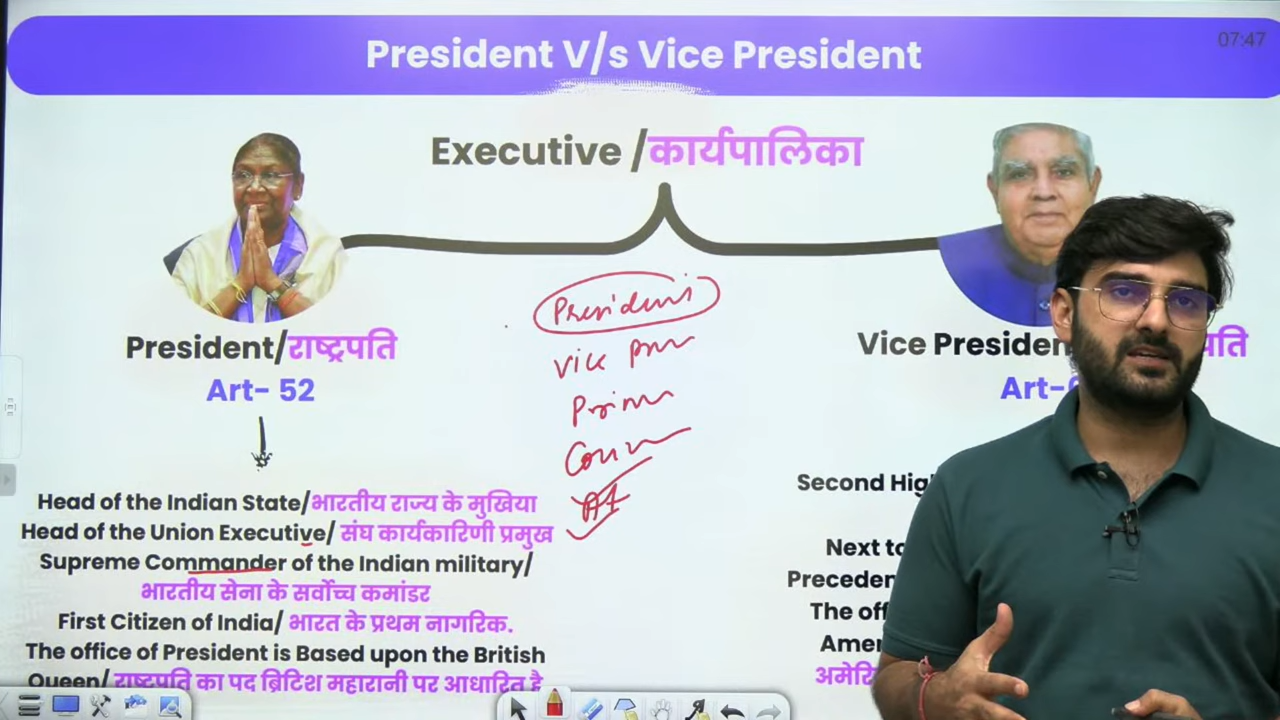 President V/s Vice President
07:47
Executive /कार्यपालिका
President/राष्ट्रपति
Art- 52
Head of the Indian State/भारतीय राज्य के मुखिया
Head of the Union Executive/ संघ कार्यकारिणी प्रमुख
Supreme Commander of the Indian military/
भारतीय सेना के सर्वोच्च कमांडर
First Citizen of India/ भारत के प्रथम नागरिक.
The office of President is Based upon the British
Queen/ राष्ट्रपति का पद ब्रिटिश महारानी पर आधारित है
President
Vice
Vice Presiden
Art-
Second Hig
Next to
Preceden
The off
Amer
अमेरि